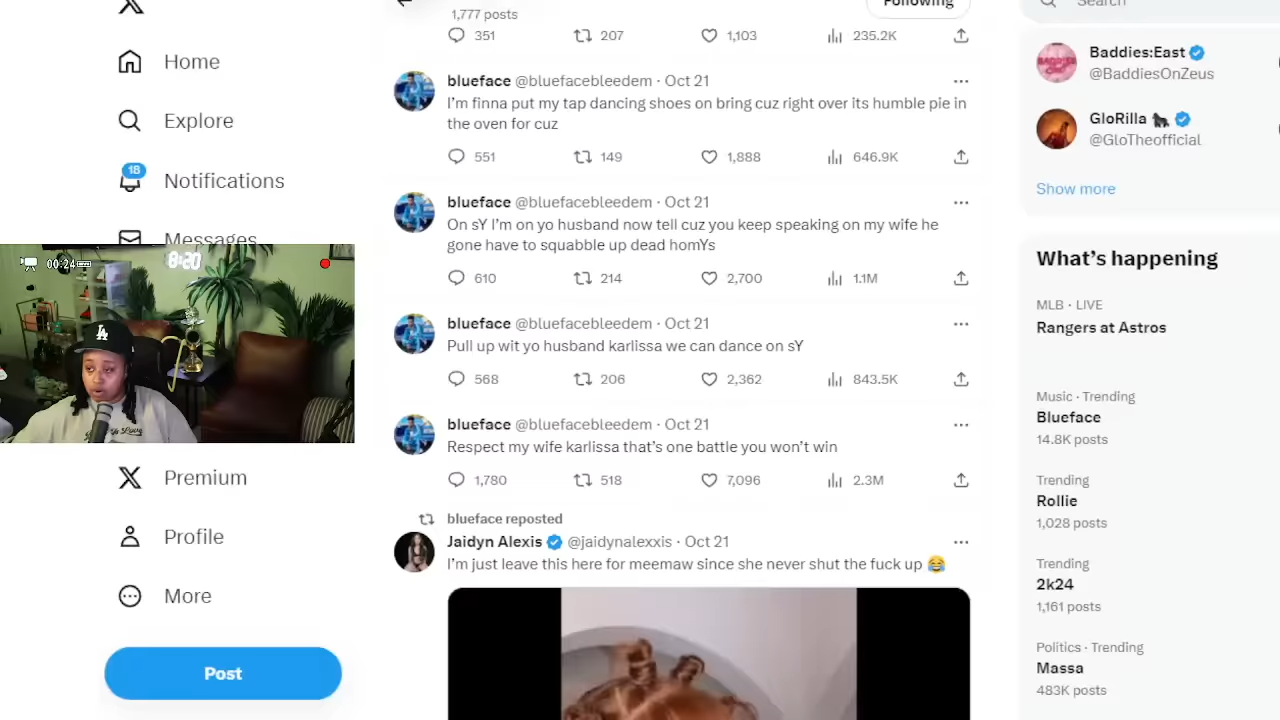 1,777 posts
Following
Search
351 207 1,103 235.2K
Home
Explore
18
Notifications
Messages
Premium
Profile
More
Post
00:24
8:20
LA
blueface @bluefacebleedem · Oct 21
I'm finna put my tap dancing shoes on bring cuz right over its humble pie in
the oven for cuz
551 149 1,888 646.9K
blueface @bluefacebleedem · Oct 21
On sY I'm on yo husband now tell cuz you keep speaking on my wife he
gone have to squabble up dead homYs
610 214 2,700 1.1M
blueface @bluefacebleedem · Oct 21
Pull up wit yo husband karlissa we can dance on sY
568 206 2,362 843.5K
blueface @bluefacebleedem · Oct 21
Respect my wife karlissa that's one battle you won't win
1,780 518 7,096 2.3M
blueface reposted
Jaidyn Alexis @jaidynalexxis · Oct 21
I'm just leave this here for meemaw since she never shut the fuck up 😂
Baddies:East
@BaddiesOnZeus
GloRilla 🦍
@GloTheofficial
Show more
What's happening
MLB · LIVE
Rangers at Astros
Music · Trending
Blueface
14.8K posts
Trending
Rollie
1,028 posts
Trending
2k24
1,161 posts
Politics · Trending
Massa
483K posts